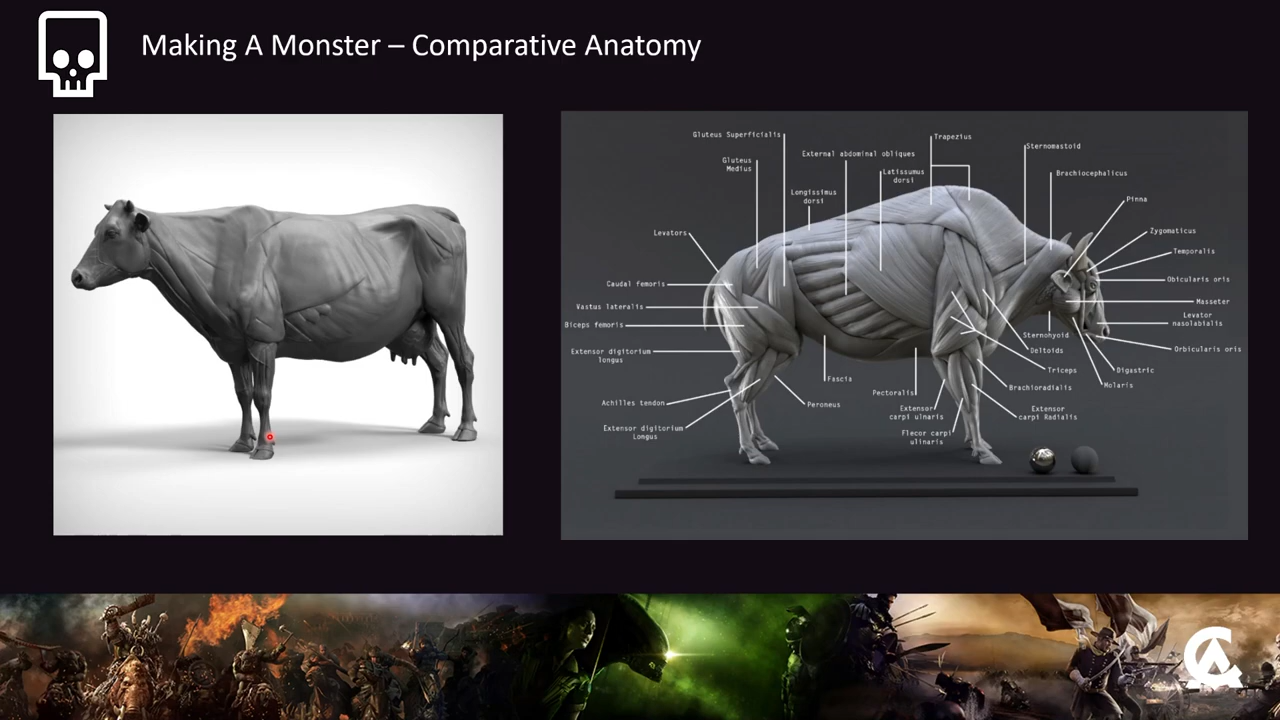 Making A Monster – Comparative Anatomy
Gluteus Superficialis
Trapezius
Sternomastoid
External abdominal obliques
Gluteus
Medius
Latissumus
dorsi
Brachiocephalicus
Longissimus
dorsi
Pinna
Levators
Zygomaticus
Temporalis
Caudal femoris
Obicularis oris
Vastus lateralis
Masseter
Biceps femoris
Levator
nasolabialis
Sternohyoid
Extensor digitorium
longus
Deltoids
Orbicularis oris
Triceps
Digastric
Fascia
Molaris
Pectoralis
Brachioradialis
Achilles tendon
Peroneus
Extensor
carpi ulnaris
Extensor
carpi Radialis
Extensor digitorium
Longus
Flecor carpi
ulinaris
CA